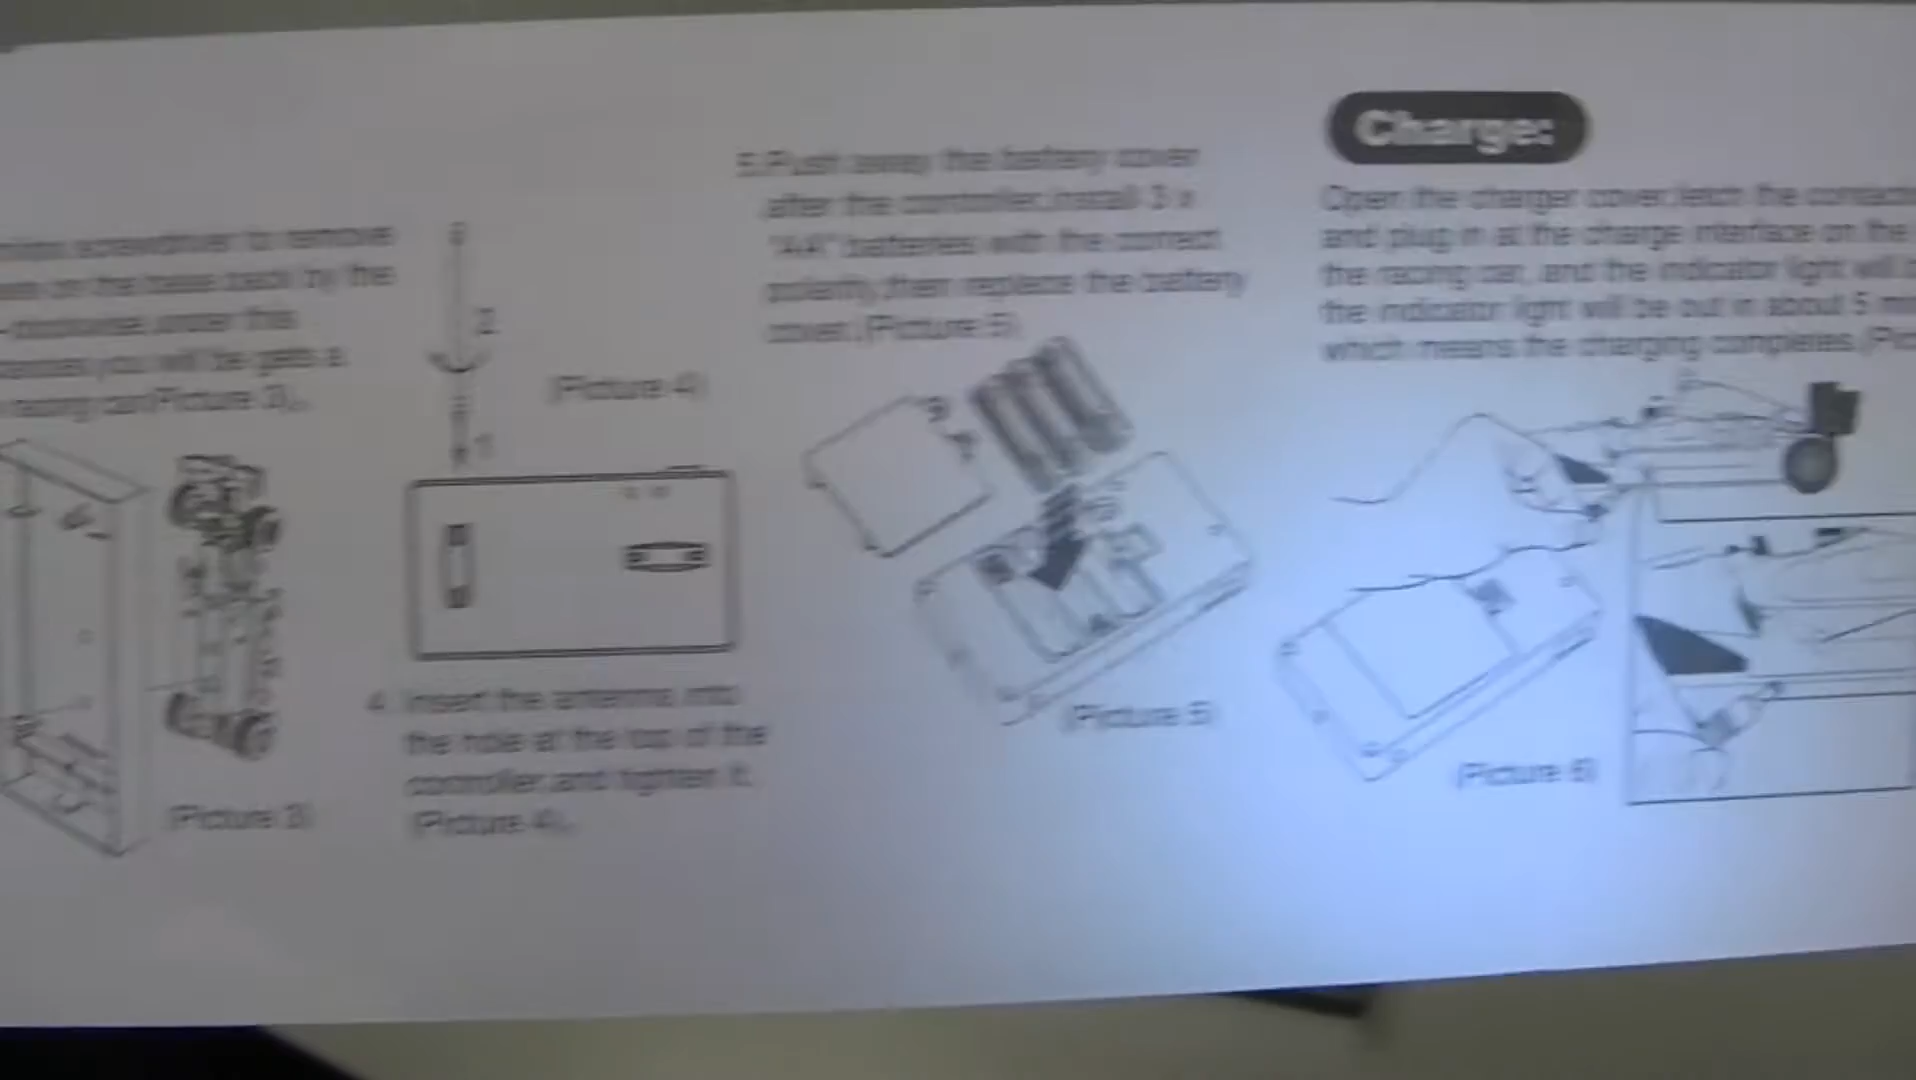 screwdriver to remove
on the base back by the
under this
you will be gets a
racing car(Picture 3)..
2
1
(Picture 4)
(Picture 3)
4. Insert the antenna into
the hole at the top of the
controller and tighten it.
(Picture 4)..
5.Push away the battery cover
after the controller,install 3 x
"AA" batteries with the correct
polarity,then replace the battery
cover.(Picture 5)
(Picture 5)
Charge:
Open the charger cover,fetch the
and plug in at the charge interface on the
the racing car, and the indicator light will
the indicator light will be out in about 5
which means the charging completes.
(Picture 6)